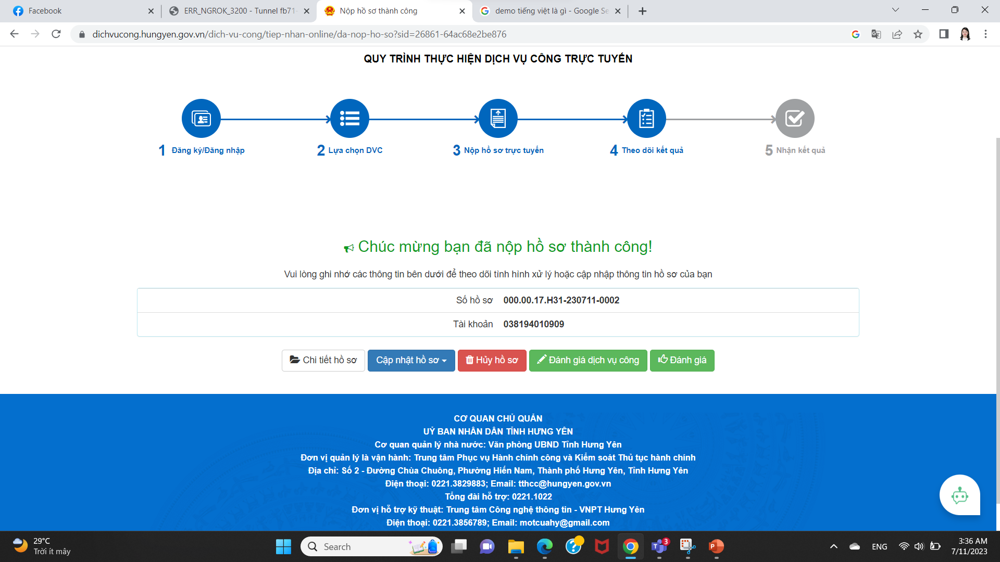 Facebook
ERR_NGROK_3200 - Tunnel fb71-
Nộp hồ sơ thành công
demo tiếng việt là gì - Google Se
dichvucong.hungyen.gov.vn/dich-vu-cong/tiep-nhan-online/da-nop-ho-so?sid=26861-64ac68e2be876
QUY TRÌNH THỰC HIỆN DỊCH VỤ CÔNG TRỰC TUYẾN
1 Đăng ký/Đăng nhập
2 Lựa chọn DVC
3 Nộp hồ sơ trực tuyến
4 Theo dõi kết quả
5 Nhận kết quả
Chúc mừng bạn đã nộp hồ sơ thành công!
Vui lòng ghi nhớ các thông tin bên dưới để theo dõi tình hình xử lý hoặc cập nhập thông tin hồ sơ của bạn
Số hồ sơ 000.00.17.H31-230711-0002
Tài khoản 038194010909
Chi tiết hồ sơ
Cập nhật hồ sơ
Hủy hồ sơ
Đánh giá dịch vụ công
Đánh giá
CƠ QUAN CHỦ QUẢN
UỶ BAN NHÂN DÂN TỈNH HƯNG YÊN
Cơ quan quản lý nhà nước: Văn phòng UBND Tỉnh Hưng Yên
Đơn vị quản lý là vận hành: Trung tâm Phục vụ Hành chính công và Kiểm soát Thủ tục hành chính
Địa chỉ: Số 2 - Đường Chùa Chuông, Phường Hiến Nam, Thành phố Hưng Yên, Tỉnh Hưng Yên
Điện thoại: 0221.3829883; Email: tthcc@hungyen.gov.vn
Tổng đài hỗ trợ: 0221.1022
Đơn vị hỗ trợ kỹ thuật: Trung tâm Công nghệ thông tin - VNPT Hưng Yên
Điện thoại: 0221.3856789; Email: motcuahy@gmail.com
29°C
Trời ít mây
Search
3
ENG
3:36 AM
7/11/2023